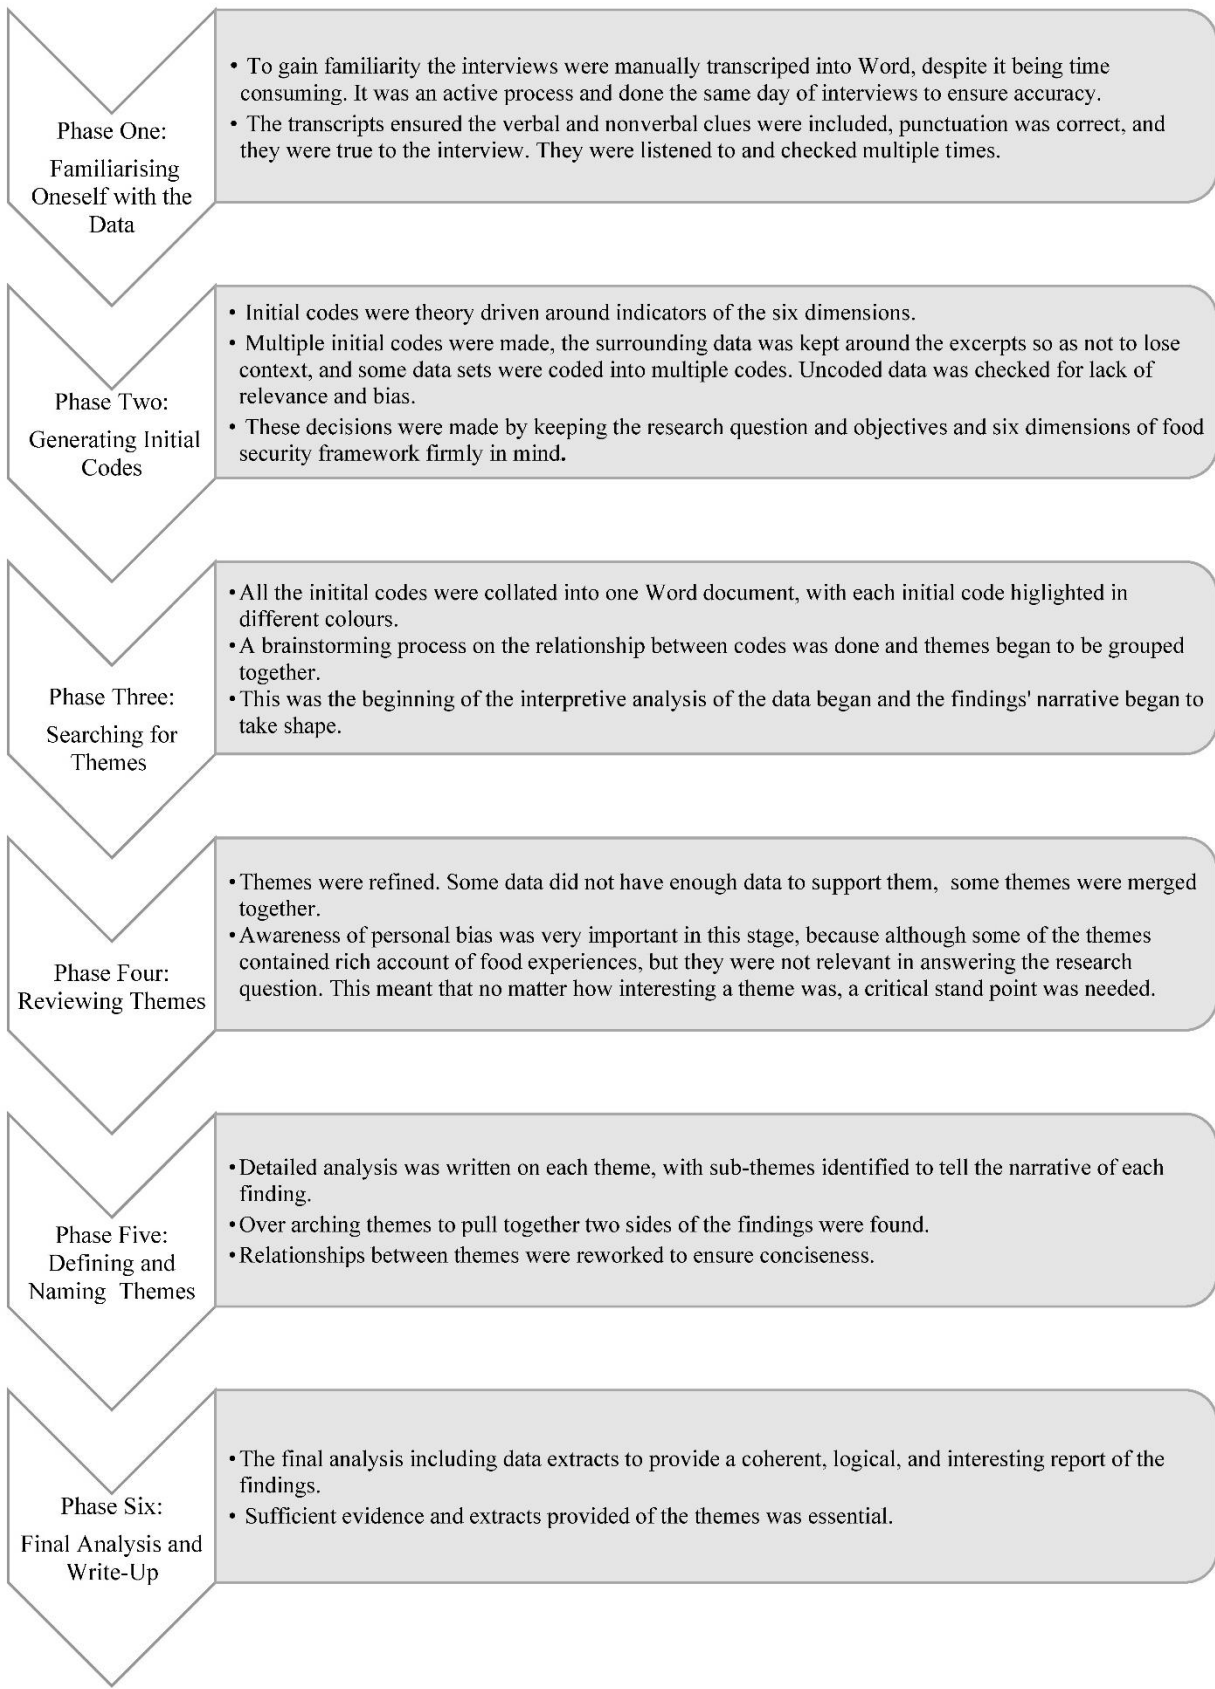 Phase One:
Familiarising
Oneself with the
Data
• To gain familiarity the interviews were manually transcriped into Word, despite it being time
consuming. It was an active process and done the same day of interviews to ensure accuracy.
• The transcripts ensured the verbal and nonverbal clues were included, punctuation was correct, and
they were true to the interview. They were listened to and checked multiple times.
Phase Two:
Generating Initial
Codes
• Initial codes were theory driven around indicators of the six dimensions.
• Multiple initial codes were made, the surrounding data was kept around the excerpts so as not to lose
context, and some data sets were coded into multiple codes. Uncoded data was checked for lack of
relevance and bias.
• These decisions were made by keeping the research question and objectives and six dimensions of food
security framework firmly in mind.
Phase Three:
Searching for
Themes
•All the initital codes were collated into one Word document, with each initial code higlighted in
different colours.
•A brainstorming process on the relationship between codes was done and themes began to be grouped
together.
•This was the beginning of the interpretive analysis of the data began and the findings' narrative began to
take shape.
Phase Four:
Reviewing Themes
•Themes were refined. Some data did not have enough data to support them, some themes were merged
together.
•Awareness of personal bias was very important in this stage, because although some of the themes
contained rich account of food experiences, but they were not relevant in answering the research
question. This meant that no matter how interesting a theme was, a critical stand point was needed.
Phase Five:
Defining and
Naming Themes
•Detailed analysis was written on each theme, with sub-themes identified to tell the narrative of each
finding.
•Over arching themes to pull together two sides of the findings were found.
•Relationships between themes were reworked to ensure conciseness.
Phase Six:
Final Analysis and
Write-Up
•The final analysis including data extracts to provide a coherent, logical, and interesting report of the
findings.
• Sufficient evidence and extracts provided of the themes was essential.